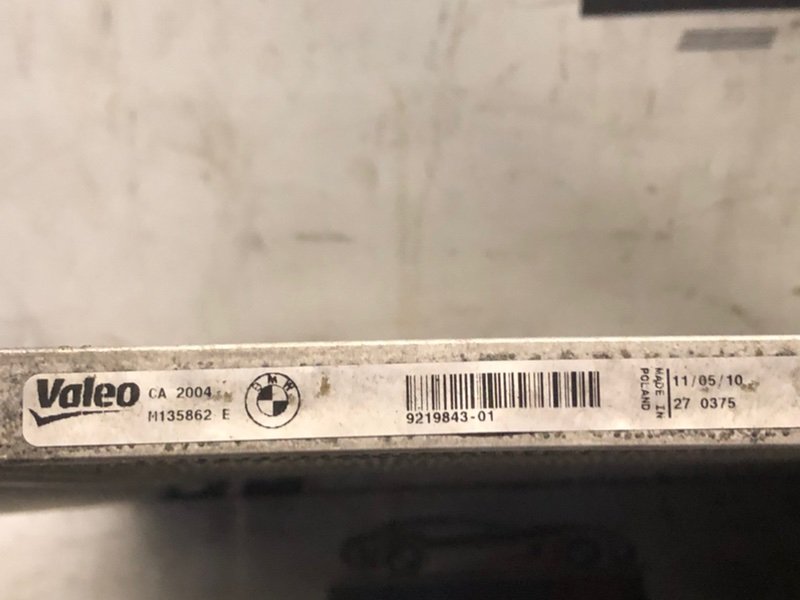 Valeo
CA 2004
M135862 E
BMW
9219843-01
MADE IN
POLAND
11/05/10
27 0375